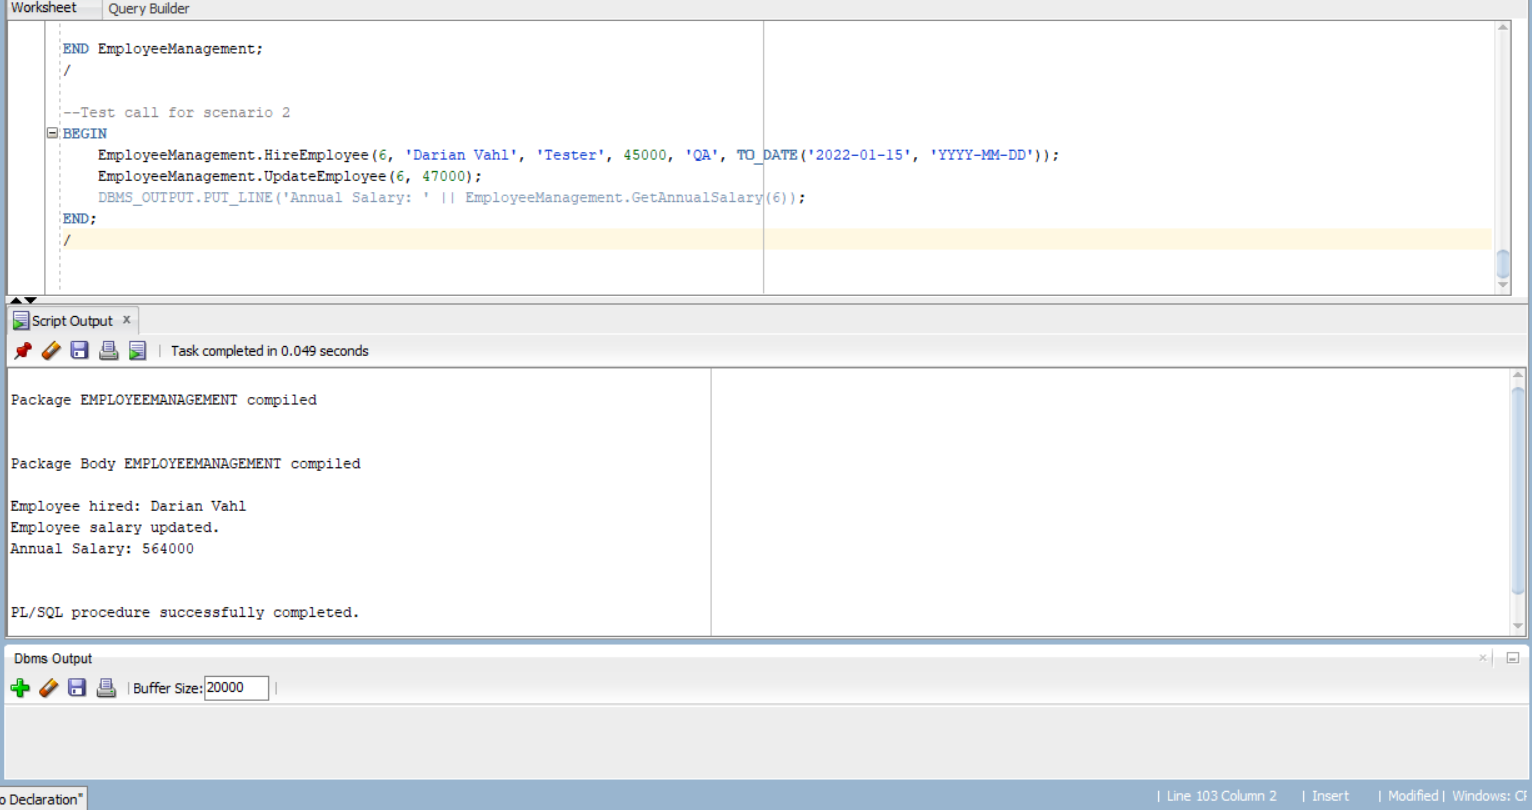 Worksheet Query Builder
END EmployeeManagement;
/
--Test call for scenario 2
BEGIN
EmployeeManagement.HireEmployee(6, 'Darian Vahl', 'Tester', 45000, 'QA', TO_DATE('2022-01-15', 'YYYY-MM-DD'));
EmployeeManagement.UpdateEmployee(6, 47000);
DBMS_OUTPUT.PUT_LINE('Annual Salary: ' || EmployeeManagement.GetAnnualSalary(6));
END;
/
Script Output x
Task completed in 0.049 seconds
Package EMPLOYEEMANAGEMENT compiled
Package Body EMPLOYEEMANAGEMENT compiled
Employee hired: Darian Vahl
Employee salary updated.
Annual Salary: 564000
PL/SQL procedure successfully completed.
Dbms Output
Buffer Size: 20000
o Declaration"
| Line 103 Column 2 | Insert | Modified | Windows: CF